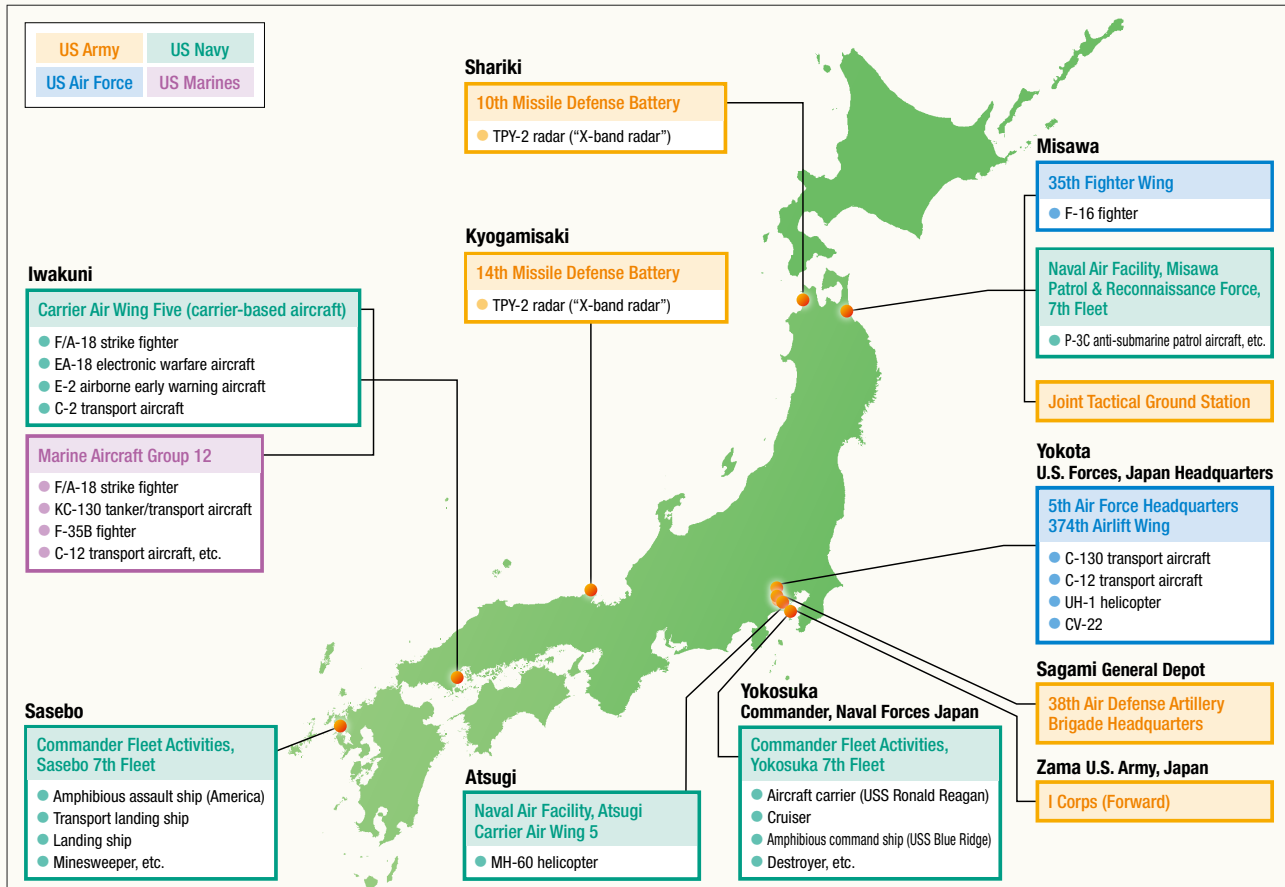 US Army
US Navy
US Air Force
US Marines
Shariki
10th Missile Defense Battery
TPY-2 radar (“X-band radar”)
Kyogamisaki
14th Missile Defense Battery
TPY-2 radar (“X-band radar”)
Misawa
35th Fighter Wing
F-16 fighter
Naval Air Facility, Misawa
Patrol & Reconnaissance Force,
7th Fleet
P-3C anti-submarine patrol aircraft, etc.
Joint Tactical Ground Station
Iwakuni
Carrier Air Wing Five (carrier-based aircraft)
F/A-18 strike fighter
EA-18 electronic warfare aircraft
E-2 airborne early warning aircraft
C-2 transport aircraft
Marine Aircraft Group 12
F/A-18 strike fighter
KC-130 tanker/transport aircraft
F-35B fighter
C-12 transport aircraft, etc.
Yokota
U.S. Forces, Japan Headquarters
5th Air Force Headquarters
374th Airlift Wing
C-130 transport aircraft
C-12 transport aircraft
UH-1 helicopter
CV-22
Sagami General Depot
38th Air Defense Artillery
Brigade Headquarters
Zama U.S. Army, Japan
I Corps (Forward)
Sasebo
Commander Fleet Activities,
Sasebo 7th Fleet
Amphibious assault ship (America)
Transport landing ship
Landing ship
Minesweeper, etc.
Atsugi
Naval Air Facility, Atsugi
Carrier Air Wing 5
MH-60 helicopter
Yokosuka
Commander, Naval Forces Japan
Commander Fleet Activities,
Yokosuka 7th Fleet
Aircraft carrier (USS Ronald Reagan)
Cruiser
Amphibious command ship (USS Blue Ridge)
Destroyer, etc.